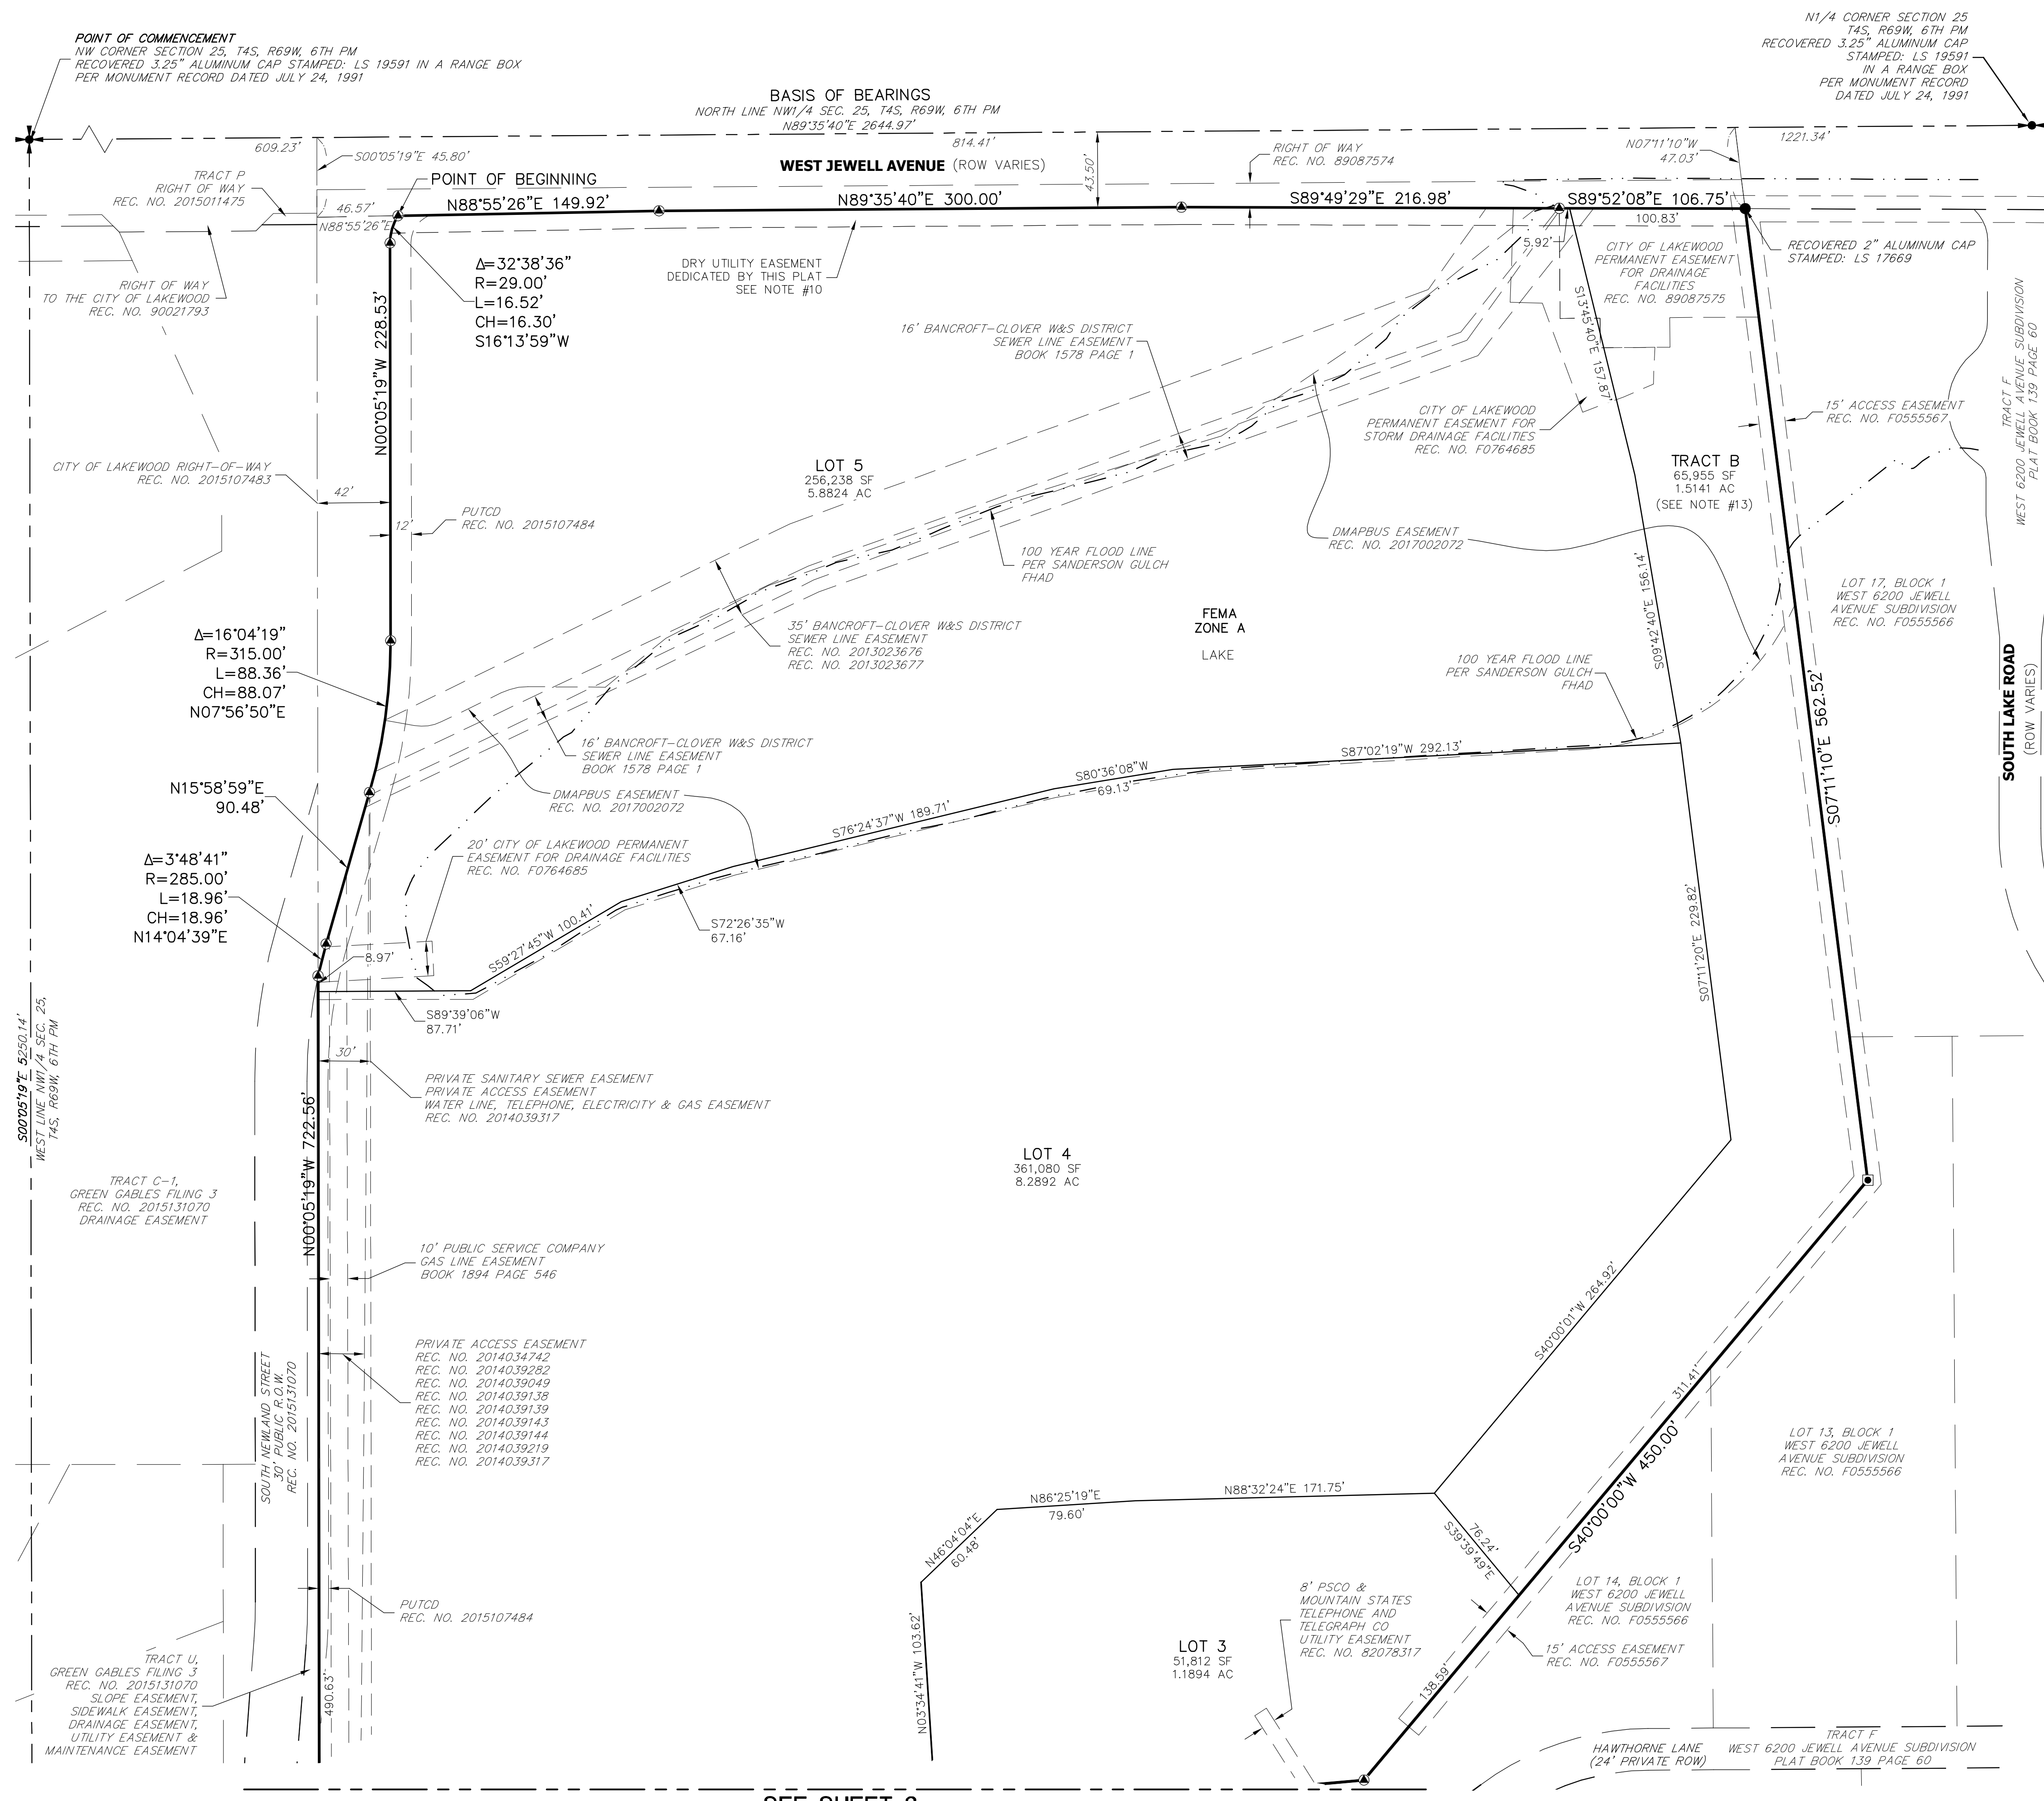 POINT OF COMMENCEMENT
NW CORNER SECTION 25, T4S, R69W, 6TH PM
RECOVERED 3.25" ALUMINUM CAP STAMPED: LS 19591 IN A RANGE BOX
PER MONUMENT RECORD DATED JULY 24, 1991
N1/4 CORNER SECTION 25
T4S, R69W, 6TH PM
RECOVERED 3.25" ALUMINUM CAP
STAMPED: LS 19591
IN A RANGE BOX
PER MONUMENT RECORD
DATED JULY 24, 1991
BASIS OF BEARINGS
NORTH LINE NW1/4 SEC. 25, T4S, R69W, 6TH PM
N89°35'40"E 2644.97'
609.23'
814.41'
1221.34'
S00°05'19"E 45.80'
WEST JEWELL AVENUE (ROW VARIES)
43.50'
RIGHT OF WAY
REC. NO. 89087574
N07°11'10"W
47.03'
TRACT P
RIGHT OF WAY
REC. NO. 2015011475
POINT OF BEGINNING
46.57'
N88°55'26"E
N88°55'26"E 149.92'
N89°35'40"E 300.00'
S89°49'29"E 216.98'
S89°52'08"E 106.75'
100.83'
5.92'
RIGHT OF WAY
TO THE CITY OF LAKEWOOD
REC. NO. 90021793
Δ=32°38'36"
R=29.00'
L=16.52'
CH=16.30'
S16°13'59"W
DRY UTILITY EASEMENT
DEDICATED BY THIS PLAT
SEE NOTE #10
CITY OF LAKEWOOD
PERMANENT EASEMENT
FOR DRAINAGE
FACILITIES
REC. NO. 89087575
RECOVERED 2" ALUMINUM CAP
STAMPED: LS 17669
TRACT F
WEST 6200 JEWELL AVENUE SUBDIVISION
PLAT BOOK 139 PAGE 60
N00°05'19"W 228.53'
16' BANCROFT-CLOVER W&S DISTRICT
SEWER LINE EASEMENT
BOOK 1578 PAGE 1
S13°45'40"E 157.87'
CITY OF LAKEWOOD
PERMANENT EASEMENT FOR
STORM DRAINAGE FACILITIES
REC. NO. F0764685
15' ACCESS EASEMENT
REC. NO. F0555567
CITY OF LAKEWOOD RIGHT-OF-WAY
REC. NO. 2015107483
42'
12'
PUTCD
REC. NO. 2015107484
LOT 5
256,238 SF
5.8824 AC
TRACT B
65,955 SF
1.5141 AC
(SEE NOTE #13)
100 YEAR FLOOD LINE
PER SANDERSON GULCH
FHAD
DMAPBUS EASEMENT
REC. NO. 2017002072
S09°42'40"E 156.14'
LOT 17, BLOCK 1
WEST 6200 JEWELL
AVENUE SUBDIVISION
REC. NO. F0555566
FEMA
ZONE A
LAKE
35' BANCROFT-CLOVER W&S DISTRICT
SEWER LINE EASEMENT
REC. NO. 2013023676
REC. NO. 2013023677
Δ=16°04'19"
R=315.00'
L=88.36'
CH=88.07'
N07°56'50"E
100 YEAR FLOOD LINE
PER SANDERSON GULCH
FHAD
S07°11'10"E 562.52'
SOUTH LAKE ROAD
(ROW VARIES)
16' BANCROFT-CLOVER W&S DISTRICT
SEWER LINE EASEMENT
BOOK 1578 PAGE 1
N15°58'59"E
90.48'
DMAPBUS EASEMENT
REC. NO. 2017002072
S87°02'19"W 292.13'
S80°36'08"W
69.13'
S76°24'37"W 189.71'
20' CITY OF LAKEWOOD PERMANENT
EASEMENT FOR DRAINAGE FACILITIES
REC. NO. F0764685
Δ=3°48'41"
R=285.00'
L=18.96'
CH=18.96'
N14°04'39"E
8.97'
S59°27'45"W 100.41'
S72°26'35"W
67.16'
S07°11'20"E 229.82'
S89°39'06"W
87.71'
S00°05'19"E 5250.14'
WEST LINE NW1/4 SEC. 25,
T4S, R69W, 6TH PM
30'
PRIVATE SANITARY SEWER EASEMENT
PRIVATE ACCESS EASEMENT
WATER LINE, TELEPHONE, ELECTRICITY & GAS EASEMENT
REC. NO. 2014039317
N00°05'19"W 722.56'
LOT 4
361,080 SF
8.2892 AC
TRACT C-1,
GREEN GABLES FILING 3
REC. NO. 2015131070
DRAINAGE EASEMENT
10' PUBLIC SERVICE COMPANY
GAS LINE EASEMENT
BOOK 1894 PAGE 546
S40°00'01"W 264.92'
PRIVATE ACCESS EASEMENT
REC. NO. 2014034742
REC. NO. 2014039282
REC. NO. 2014039049
REC. NO. 2014039138
REC. NO. 2014039139
REC. NO. 2014039143
REC. NO. 2014039144
REC. NO. 2014039219
REC. NO. 2014039317
SOUTH NEWLAND STREET
30' PUBLIC R.O.W.
REC. NO. 2015131070
311.41'
S40°00'00"W 450.00'
LOT 13, BLOCK 1
WEST 6200 JEWELL
AVENUE SUBDIVISION
REC. NO. F0555566
N88°32'24"E 171.75'
N86°25'19"E
79.60'
N46°04'04"E
60.48'
76.24'
S39°39'49"E
PUTCD
REC. NO. 2015107484
N03°34'41"W 103.62'
8' PSCO &
MOUNTAIN STATES
TELEPHONE AND
TELEGRAPH CO
UTILITY EASEMENT
REC. NO. 82078317
LOT 14, BLOCK 1
WEST 6200 JEWELL
AVENUE SUBDIVISION
REC. NO. F0555566
15' ACCESS EASEMENT
REC. NO. F0555567
LOT 3
51,812 SF
1.1894 AC
138.59'
TRACT U,
GREEN GABLES FILING 3
REC. NO. 2015131070
SLOPE EASEMENT,
SIDEWALK EASEMENT,
DRAINAGE EASEMENT,
UTILITY EASEMENT &
MAINTENANCE EASEMENT
490.63'
HAWTHORNE LANE
(24' PRIVATE ROW)
TRACT F
WEST 6200 JEWELL AVENUE SUBDIVISION
PLAT BOOK 139 PAGE 60
SEE SHEET